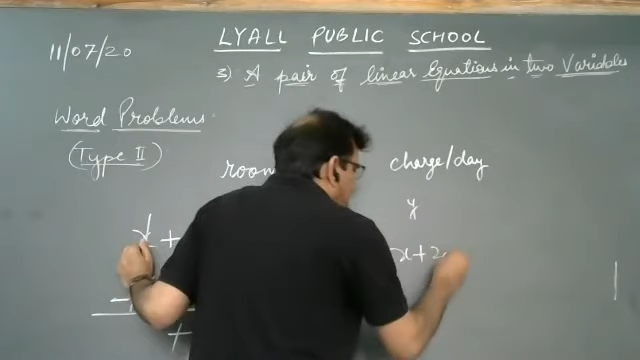 LYALL PUBLIC SCHOOL
11/07/20
3) A pair of linear Equations in two Variables
Word Problems
(Type II)
charge/day
y
x +
x+2